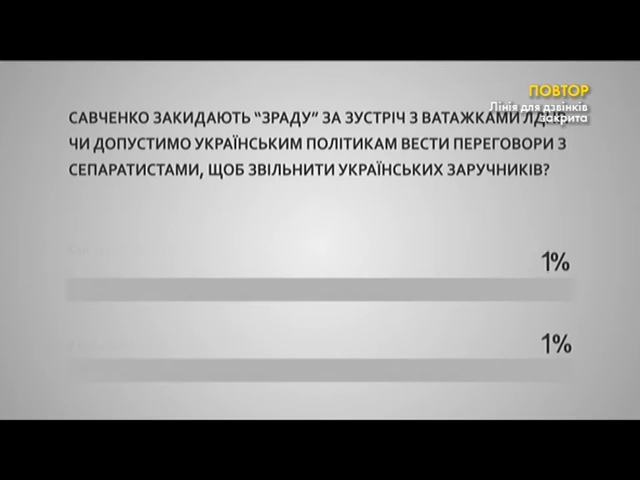 ПОВТОР
Лінія для дзвінків
закрита
САВЧЕНКО ЗАКИДАЮТЬ “ЗРАДУ” ЗА ЗУСТРІЧ З ВАТАЖКАМИ
ЧИ ДОПУСТИМО УКРАЇНСЬКИМ ПОЛІТИКАМ ВЕСТИ ПЕРЕГОВОРИ З
СЕПАРАТИСТАМИ, ЩОБ ЗВІЛЬНИТИ УКРАЇНСЬКИХ ЗАРУЧНИКІВ?
1%
1%